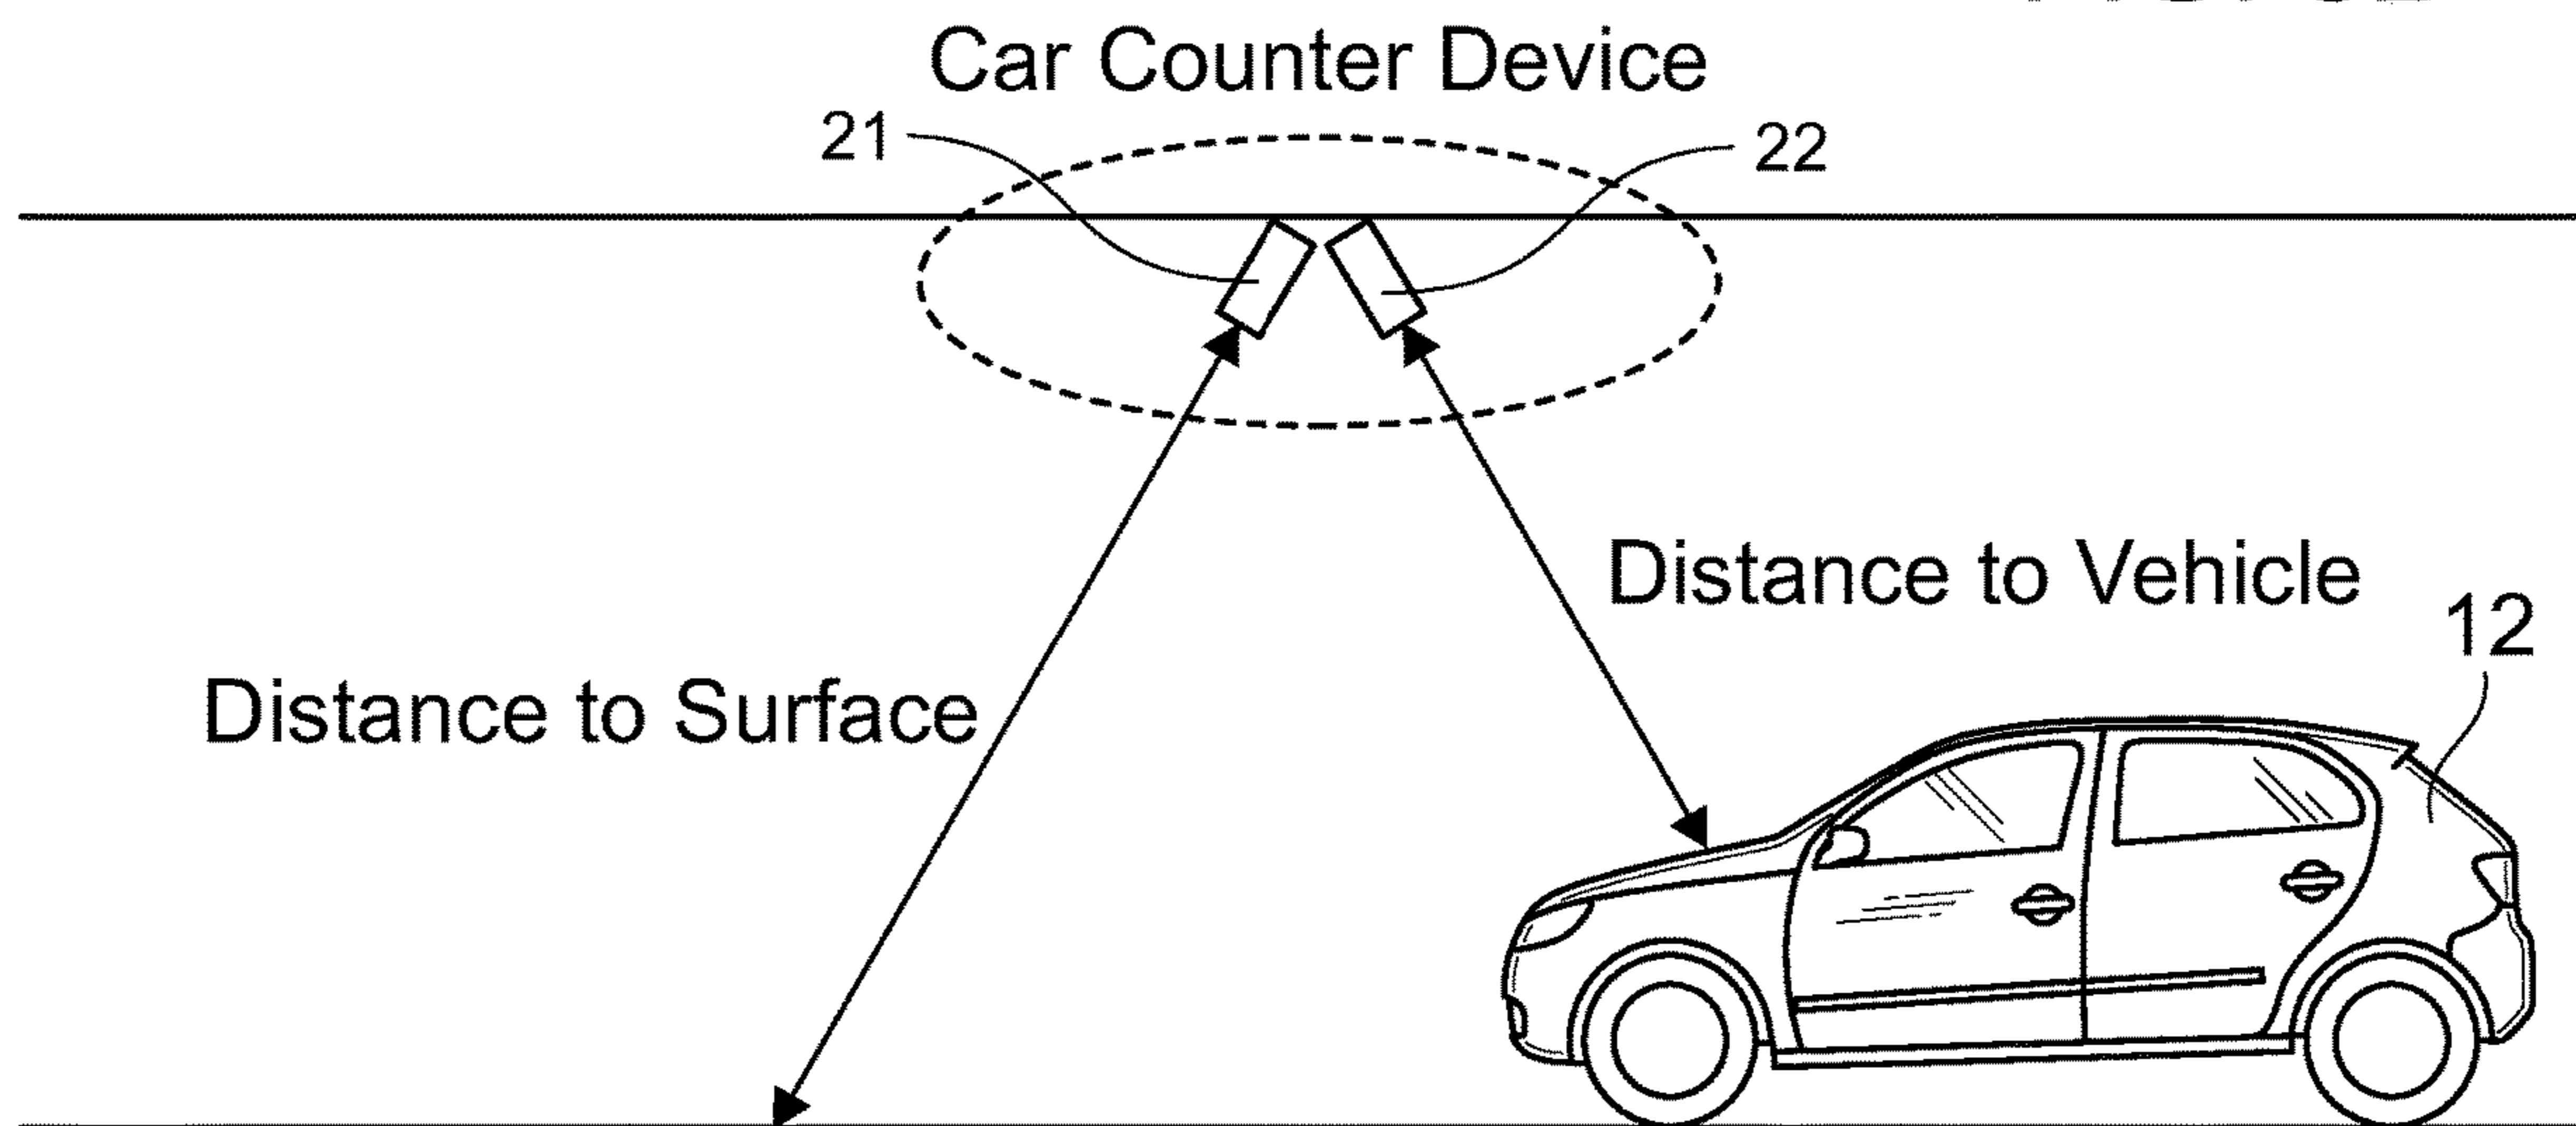 Car Counter Device
21
22
Distance to Vehicle
12
Distance to Surface